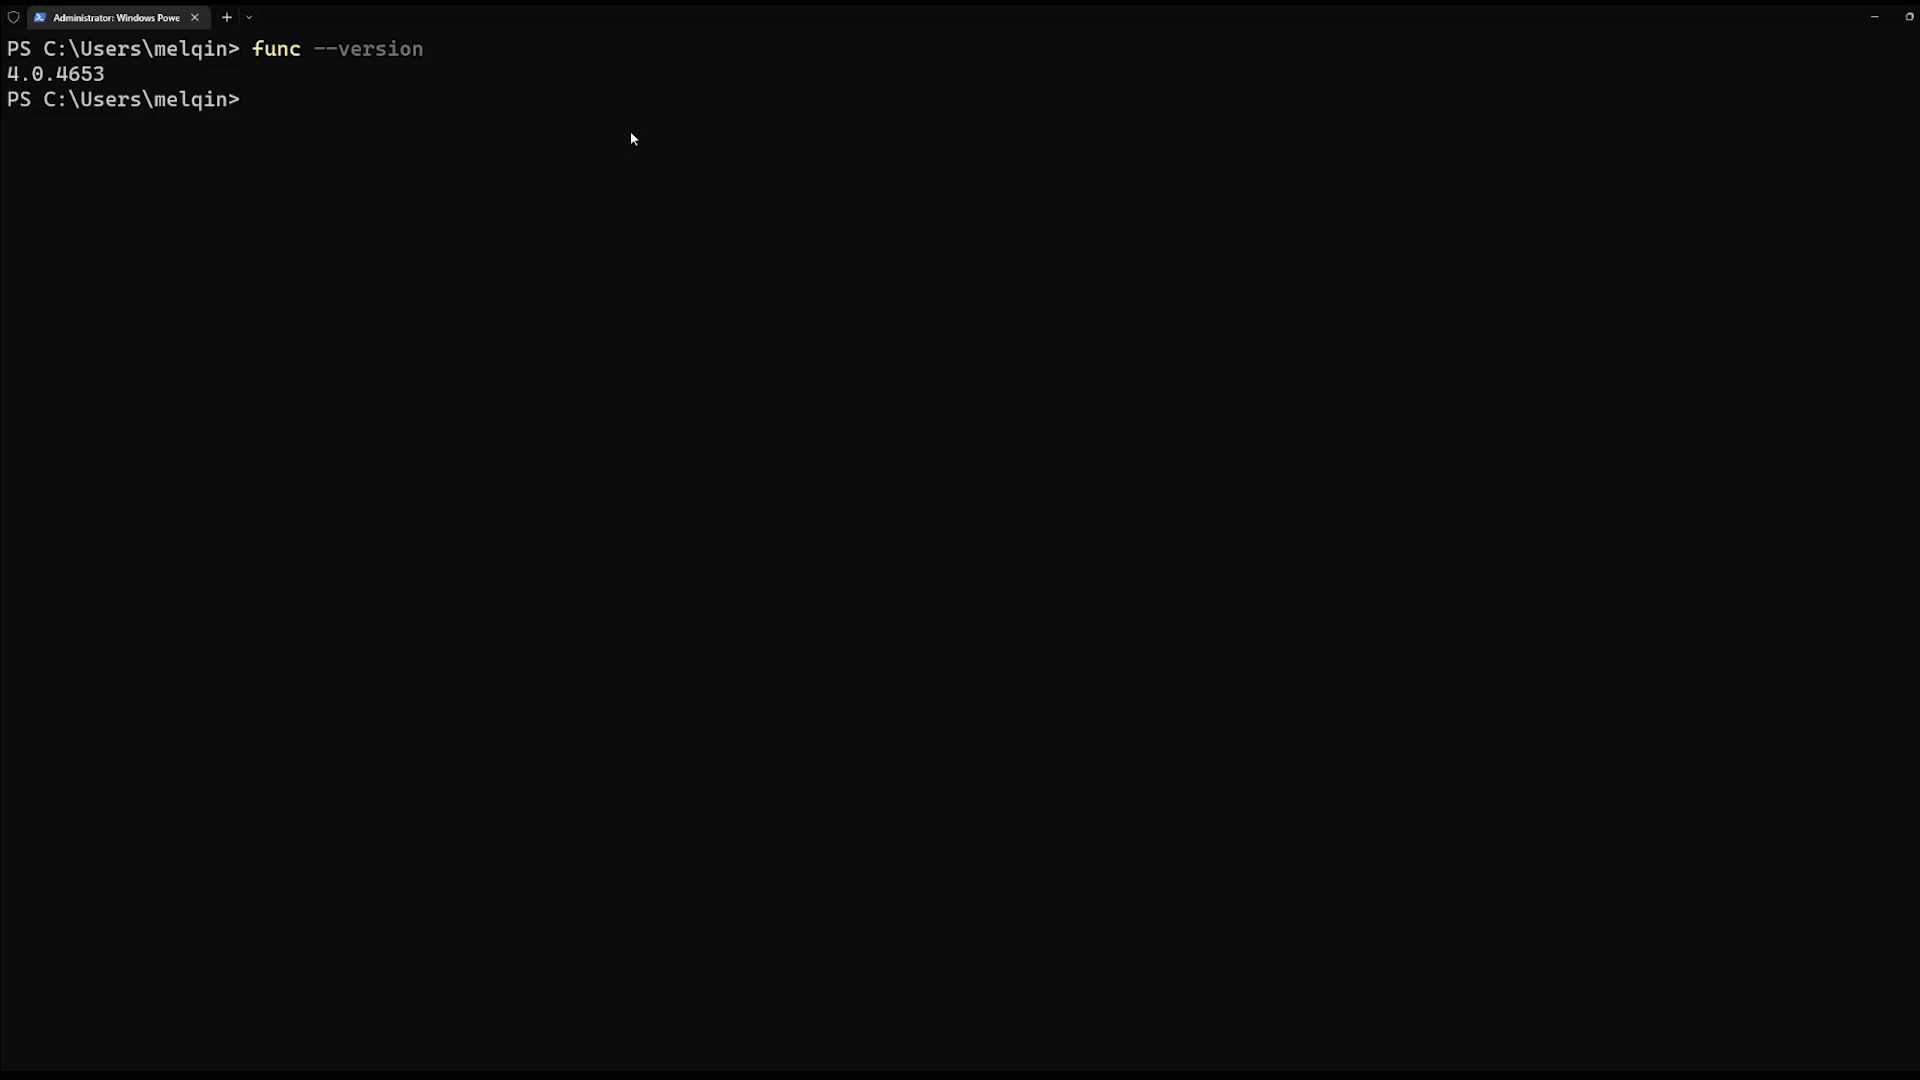 Administrator: Windows Powe
PS C:\Users\melqin> func --version
4.0.4653
PS C:\Users\melqin>